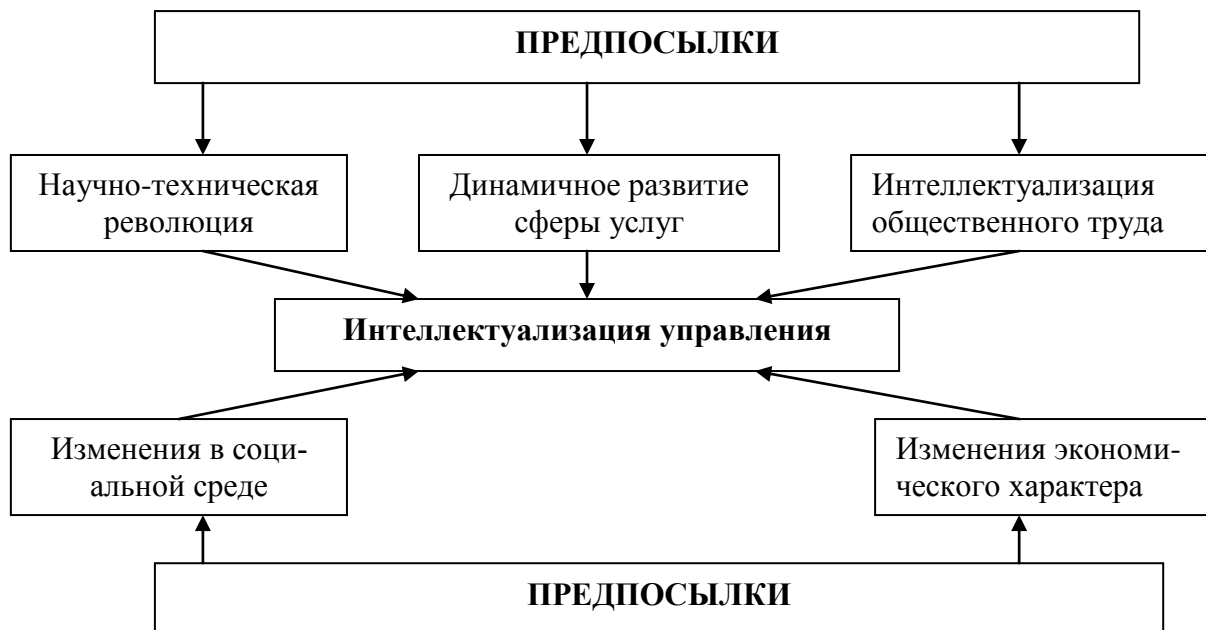 ПРЕДПОСЫЛКИ
Научно-техническая
революция
Динамичное развитие
сферы услуг
Интеллектуализация
общественного труда
Интеллектуализация управления
Изменения в соци-
альной среде
Изменения экономи-
ческого характера
ПРЕДПОСЫЛКИ